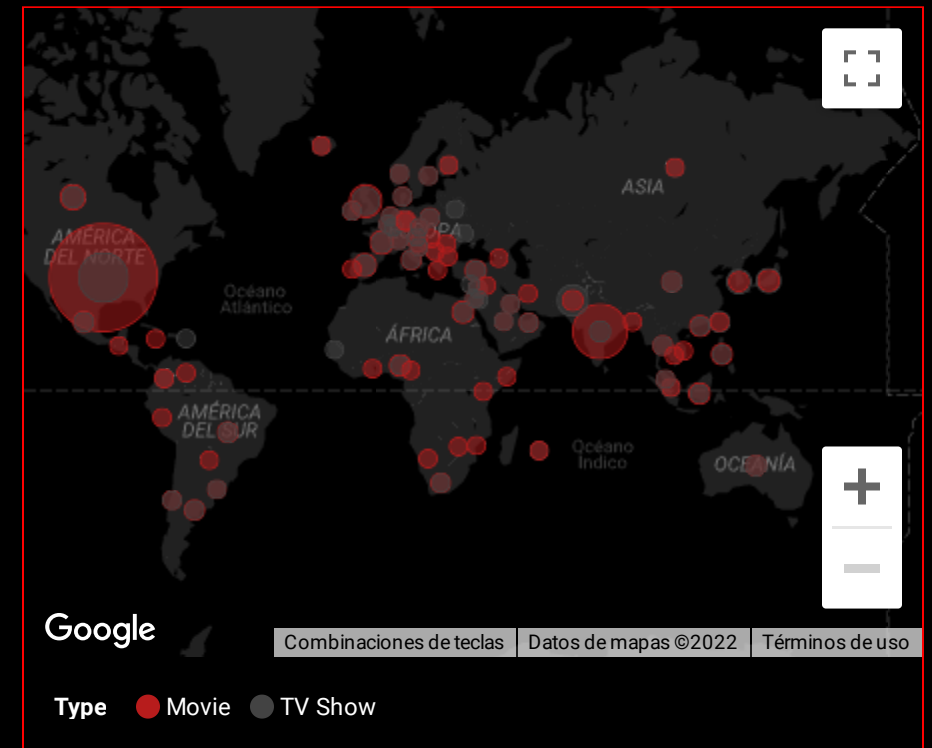 ASIA
AMÉRICA
DEL NORTE
Océano
Atlántico
ÁFRICA
AMÉRICA
DEL SUR
Océano
Índico
OCEANÍA
Google
Combinaciones de teclas
Datos de mapas ©2022
Términos de uso
Type
Movie
TV Show